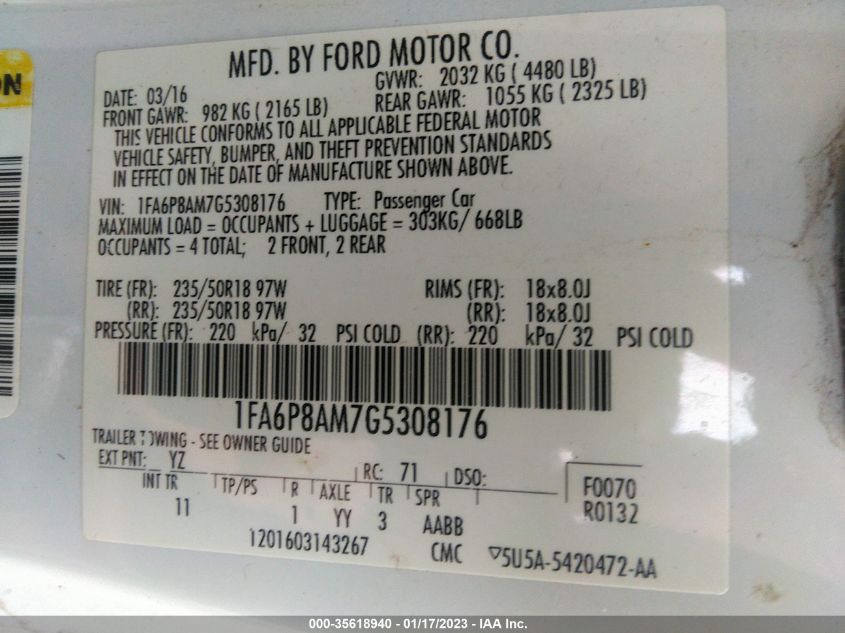 ON
MFD. BY FORD MOTOR CO.
DATE: 03/16 GVWR: 2032 KG ( 4480 LB)
FRONT GAWR: 982 KG ( 2165 LB) REAR GAWR: 1055 KG ( 2325 LB)
THIS VEHICLE CONFORMS TO ALL APPLICABLE FEDERAL MOTOR
VEHICLE SAFETY, BUMPER, AND THEFT PREVENTION STANDARDS
IN EFFECT ON THE DATE OF MANUFACTURE SHOWN ABOVE.
VIN: 1FA6P8AM7G5308176 TYPE: Passenger Car
MAXIMUM LOAD = OCCUPANTS + LUGGAGE = 303KG/ 668LB
OCCUPANTS = 4 TOTAL; 2 FRONT, 2 REAR
TIRE (FR): 235/50R18 97W RIMS (FR): 18x8.0J
(RR): 235/50R18 97W (RR): 18x8.0J
PRESSURE (FR): 220 kPa/ 32 PSI COLD (RR): 220 kPa/ 32 PSI COLD
1FA6P8AM7G5308176
TRAILER TOWING - SEE OWNER GUIDE
EXT PNT: YZ RC: 71 DSO:
INT TR TP/PS R AXLE TR SPR F0070
11 1 YY 3 AABB R0132
1201603143267 CMC 5U5A-5420472-AA
000-35618940 - 01/17/2023 - IAA Inc.